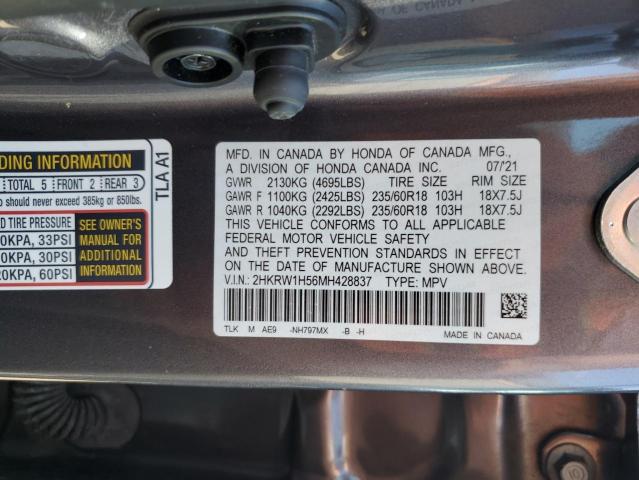 OF CANADA
DING INFORMATION
TOTAL 5 FRONT 2 REAR 3
should never exceed 385kg or 850lbs.
D TIRE PRESSURE
0KPA, 33PSI
0KPA, 30PSI
20KPA, 60PSI
SEE OWNER'S
MANUAL FOR
ADDITIONAL
INFORMATION
TLA A1
MFD. IN CANADA BY HONDA OF CANADA MFG.,
A DIVISION OF HONDA CANADA INC. 07/21
GVWR 2130KG (4695LBS) TIRE SIZE RIM SIZE
GAWR F 1100KG (2425LBS) 235/60R18 103H 18X7.5J
GAWR R 1040KG (2292LBS) 235/60R18 103H 18X7.5J
THIS VEHICLE CONFORMS TO ALL APPLICABLE
FEDERAL MOTOR VEHICLE SAFETY
AND THEFT PREVENTION STANDARDS IN EFFECT
ON THE DATE OF MANUFACTURE SHOWN ABOVE.
V.I.N.: 2HKRW1H56MH428837 TYPE: MPV
TLK M AE9 -NH797MX -B -H
MADE IN CANADA